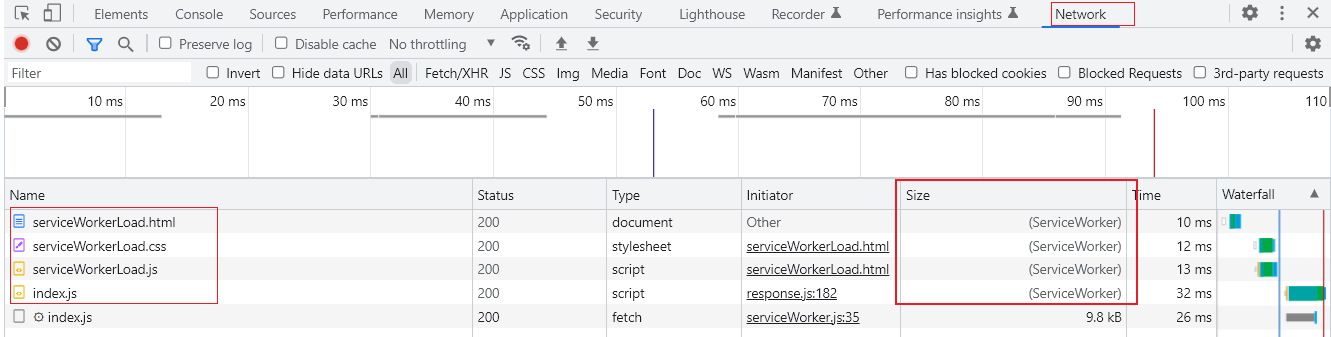 Elements Console Sources Performance Memory Application Security Lighthouse Recorder Performance insights Network
Preserve log Disable cache No throttling
Filter Invert Hide data URLs All Fetch/XHR JS CSS Img Media Font Doc WS Wasm Manifest Other Has blocked cookies Blocked Requests 3rd-party requests
10 ms 20 ms 30 ms 40 ms 50 ms 60 ms 70 ms 80 ms 90 ms 100 ms 110
Name Status Type Initiator Size Time Waterfall
serviceWorkerLoad.html 200 document Other (ServiceWorker) 10 ms
serviceWorkerLoad.css 200 stylesheet serviceWorkerLoad.html (ServiceWorker) 12 ms
serviceWorkerLoad.js 200 script serviceWorkerLoad.html (ServiceWorker) 13 ms
index.js 200 script response.js:182 (ServiceWorker) 32 ms
index.js 200 fetch serviceWorker.js:35 9.8 kB 26 ms